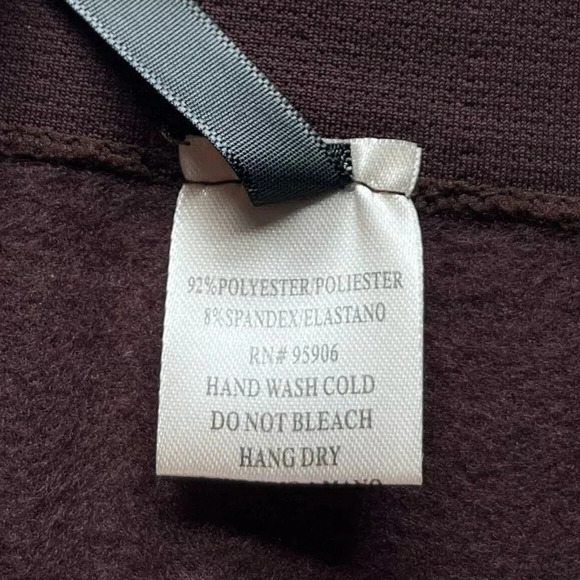 92%POLYESTER/POLIESTER
8%SPANDEX/ELASTANO
RN# 95906
HAND WASH COLD
DO NOT BLEACH
HANG DRY